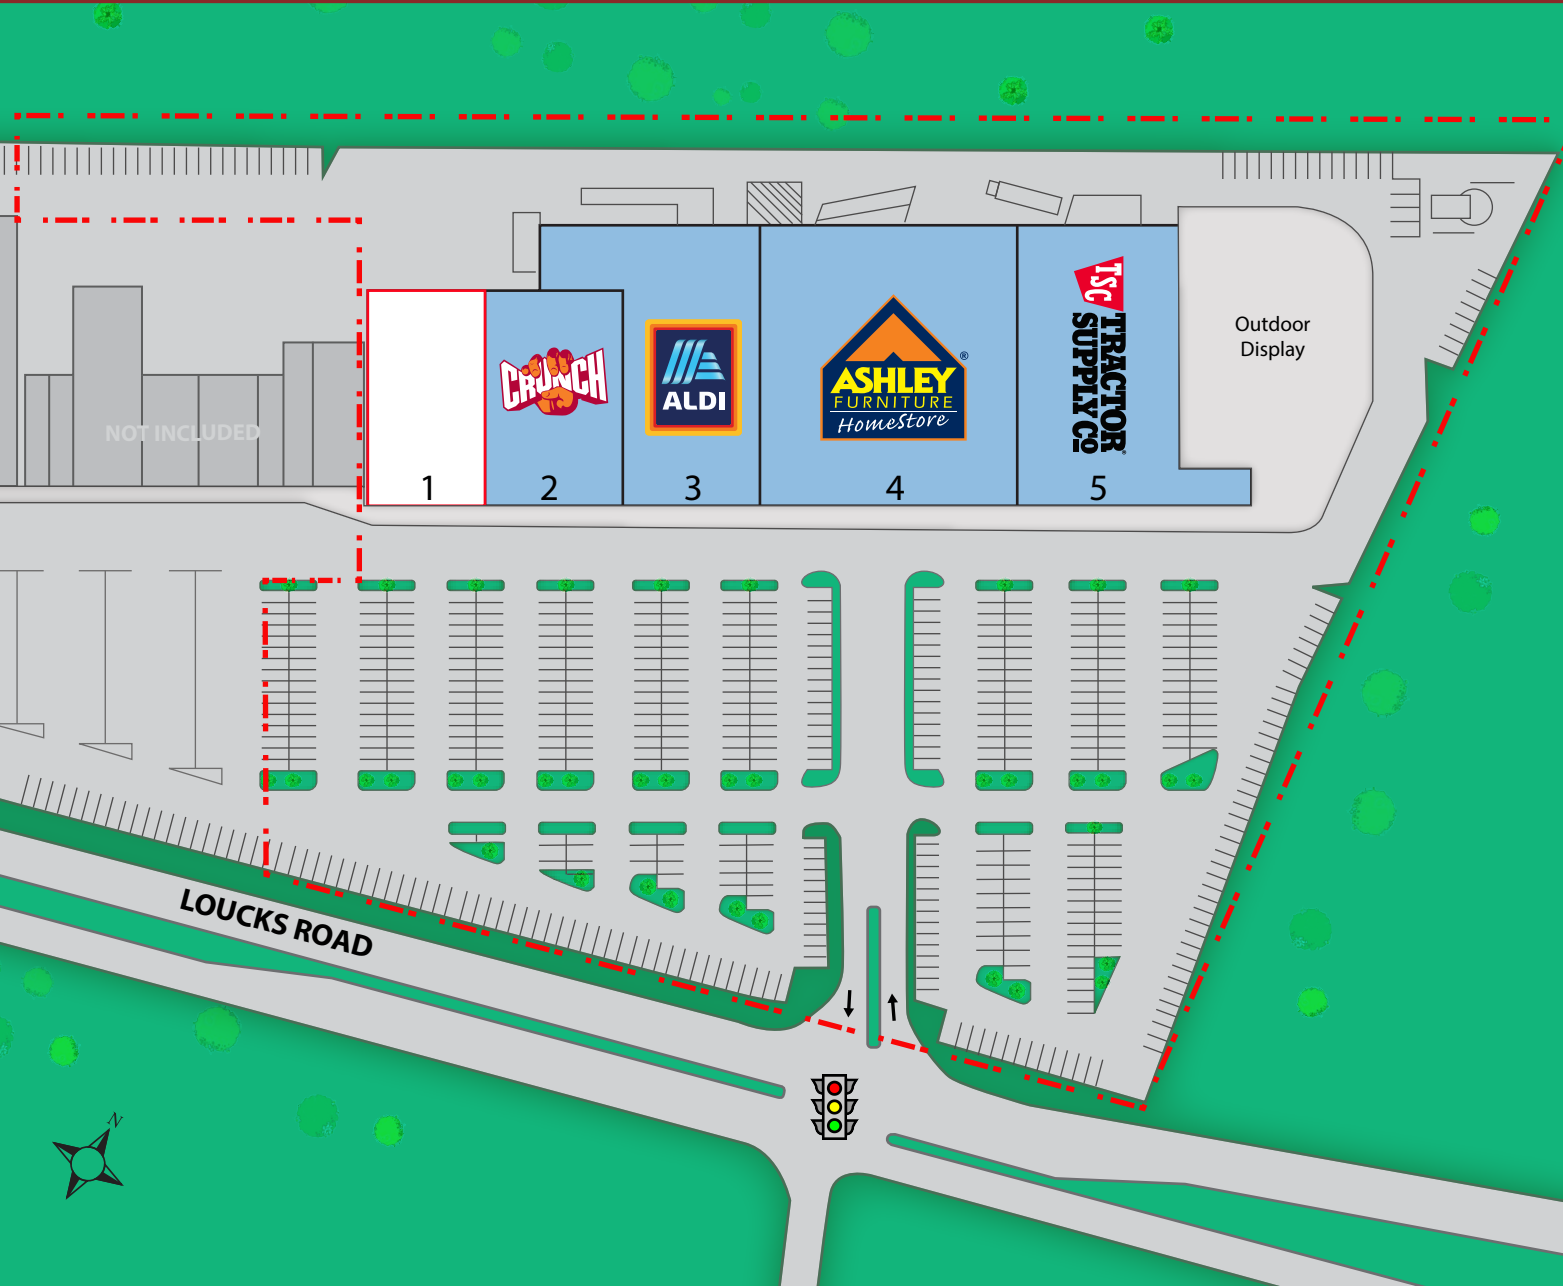 Outdoor
Display
TSC
TRACTOR
SUPPLY CO
CRUNCH
ALDI
ASHLEY
®
FURNITURE
HomeStore
NOT INCLUDED
1
2
3
4
5
LOUCKS ROAD
N